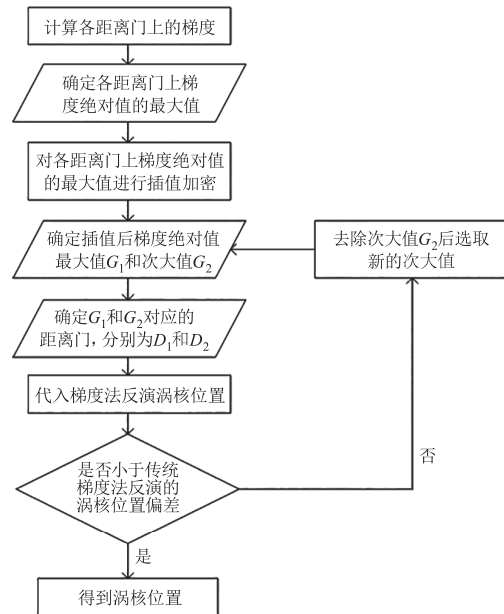 计算各距离门上的梯度
确定各距离门上梯
度绝对值的最大值
对各距离门上梯度绝对值
的最大值进行插值加密
确定插值后梯度绝对值
最大值G₁和次大值G₂
去除次大值G₂后选取
新的次大值
确定G₁和G₂对应的
距离门，分别为D₁和D₂
代入梯度法反演涡核位置
是否小于传统
梯度法反演的
涡核位置偏差
否
是
得到涡核位置